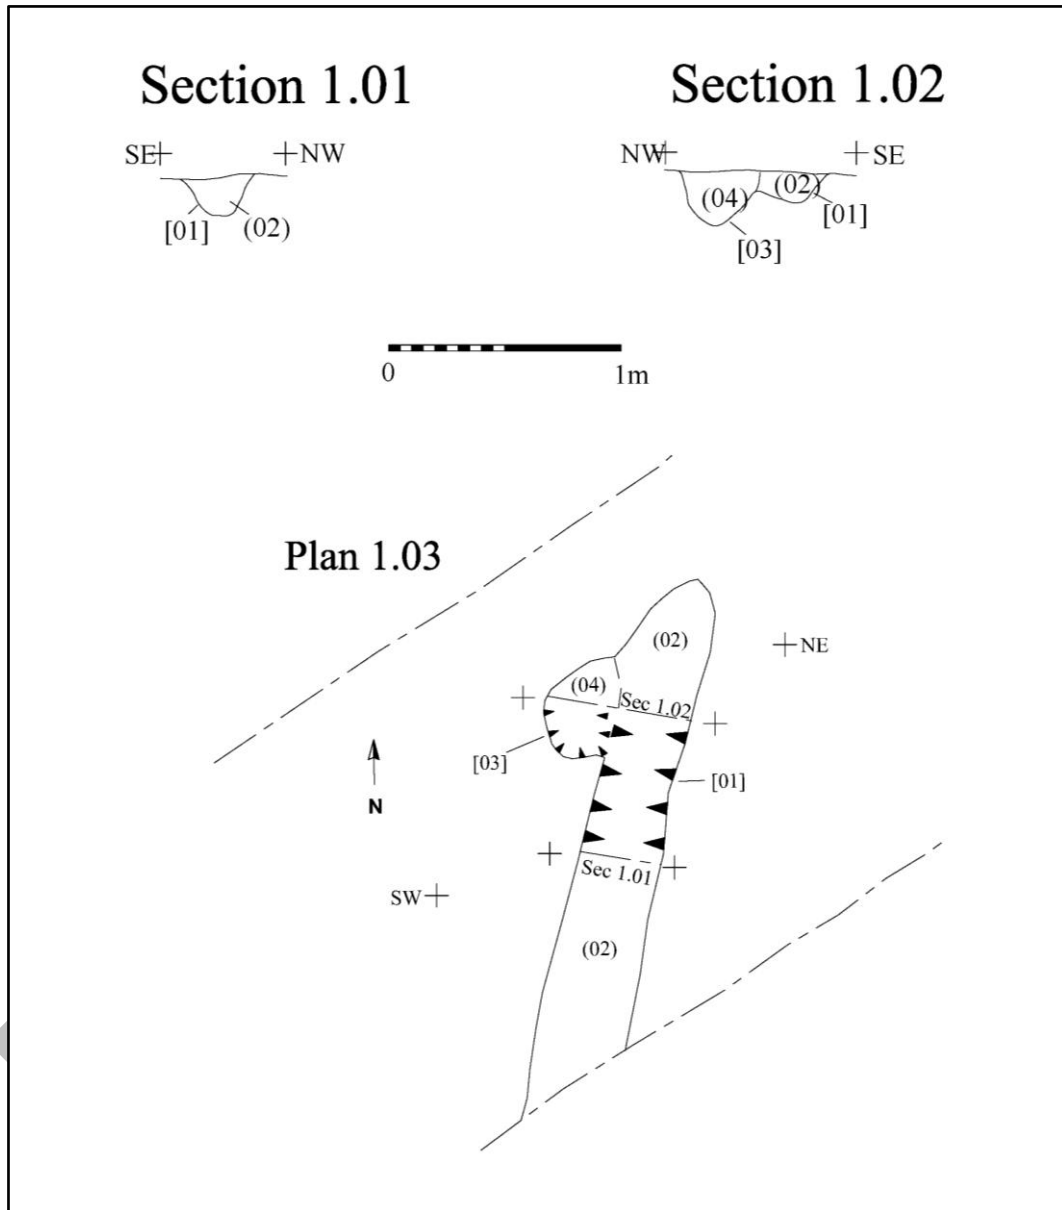 Section 1.01
Section 1.02
SE
NW
NW
SE
[01]
(02)
(04)
(02)
[01]
[03]
0
1m
Plan 1.03
(02)
NE
(04)
Sec 1.02
[03]
[01]
N
Sec 1.01
SW
(02)